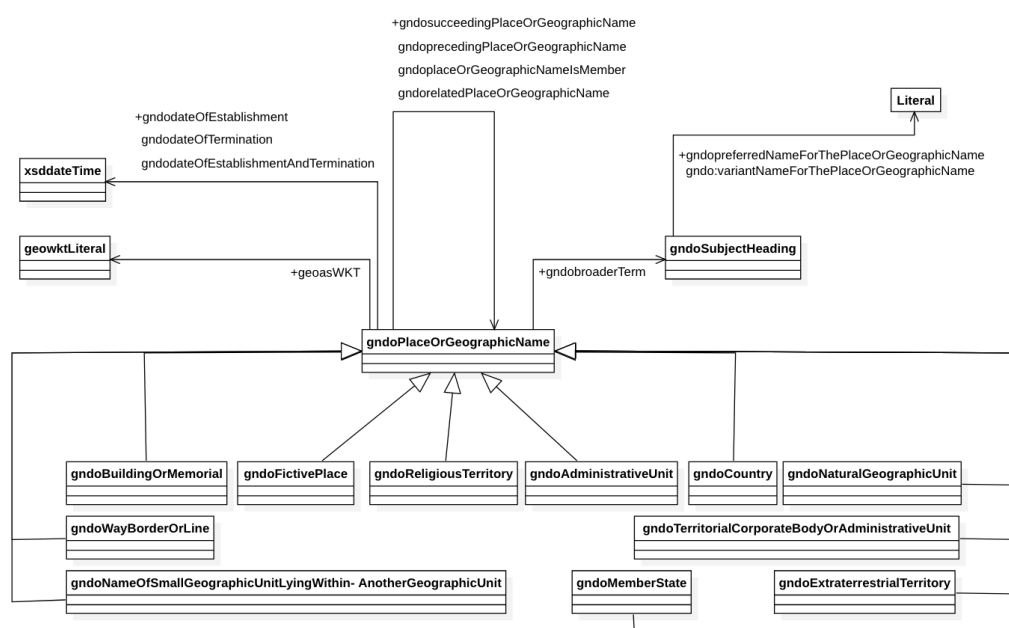 +gndosucceedingPlaceOrGeographicName
gndoprecedingPlaceOrGeographicName
gndoplaceOrGeographicNameIsMember
gndorelatedPlaceOrGeographicName
Literal
+gndodateOfEstablishment
gndodateOfTermination
gndodateOfEstablishmentAndTermination
+gndopreferredNameForThePlaceOrGeographicName
gndo:variantNameForThePlaceOrGeographicName
xsddateTime
geowktLiteral
+geoasWKT
+gndobroaderTerm
gndoSubjectHeading
gndoPlaceOrGeographicName
gndoBuildingOrMemorial
gndoFictivePlace
gndoReligiousTerritory
gndoAdministrativeUnit
gndoCountry
gndoNaturalGeographicUnit
gndoWayBorderOrLine
gndoTerritorialCorporateBodyOrAdministrativeUnit
gndoNameOfSmallGeographicUnitLyingWithin- AnotherGeographicUnit
gndoMemberState
gndoExtraterrestrialTerritory